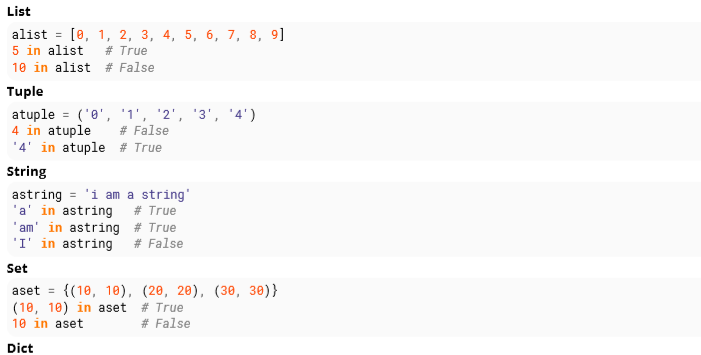 List
alist = [0, 1, 2, 3, 4, 5, 6, 7, 8, 9]
5 in alist   # True
10 in alist  # False
Tuple
atuple = ('0', '1', '2', '3', '4')
4 in atuple    # False
'4' in atuple  # True
String
astring = 'i am a string'
'a' in astring   # True
'am' in astring  # True
'I' in astring   # False
Set
aset = {(10, 10), (20, 20), (30, 30)}
(10, 10) in aset  # True
10 in aset        # False
Dict